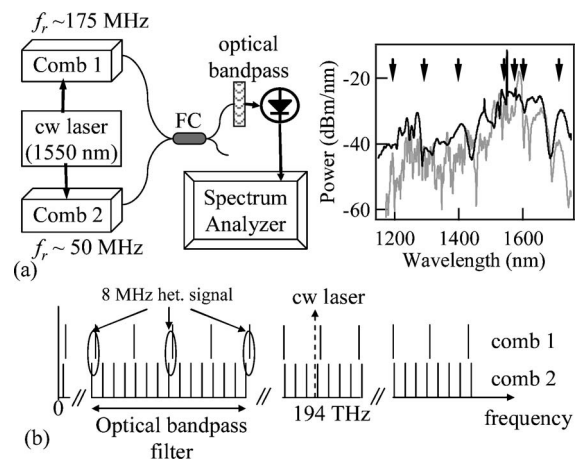 f_r ~175 MHz
Comb 1
cw laser
(1550 nm)
Comb 2
f_r ~ 50 MHz
(a)
FC
optical
bandpass
Spectrum
Analyzer
Power (dBm/nm)
-20
-40
-60
1200 1400 1600
Wavelength (nm)
8 MHz het. signal
cw laser
comb 1
comb 2
0
194 THz
frequency
Optical bandpass
filter
(b)